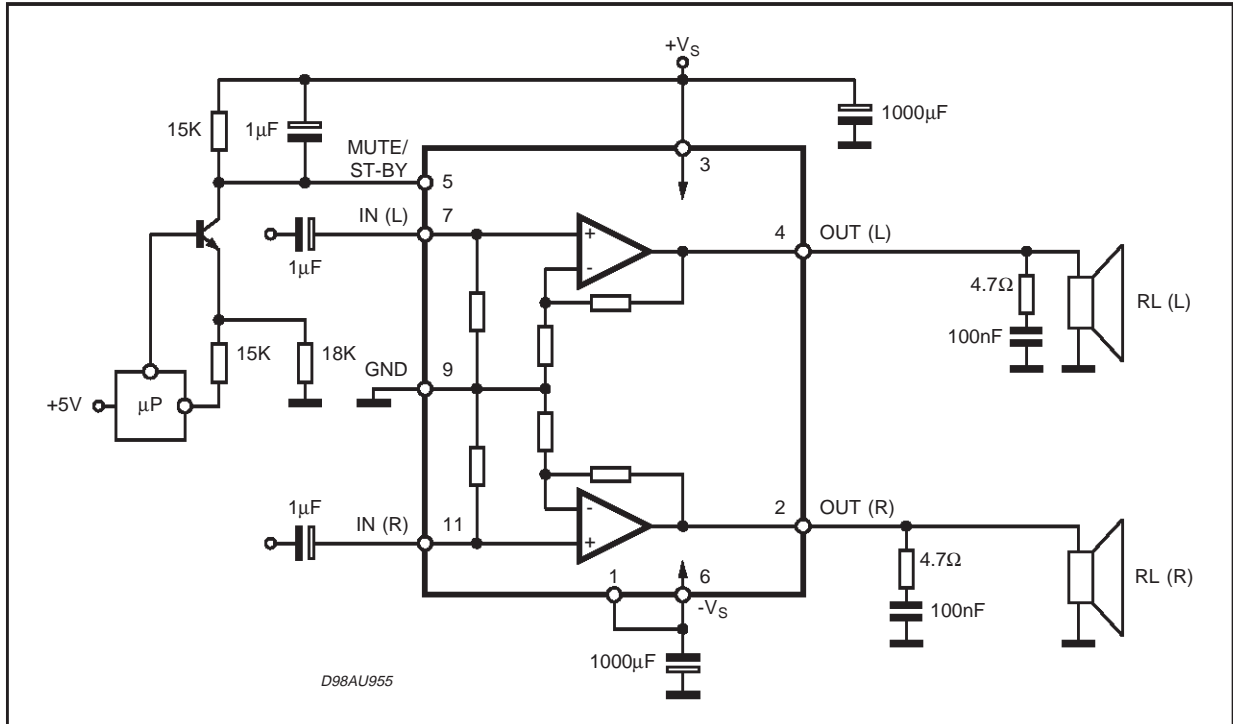 +VS
15K
1µF
1000µF
MUTE/
ST-BY
3
5
IN (L)
7
+
-
4
OUT (L)
1µF
4.7Ω
RL (L)
15K
18K
100nF
GND
9
+5V
µP
1µF
IN (R)
11
-
+
2
OUT (R)
4.7Ω
RL (R)
1
6
-VS
100nF
1000µF
D98AU955